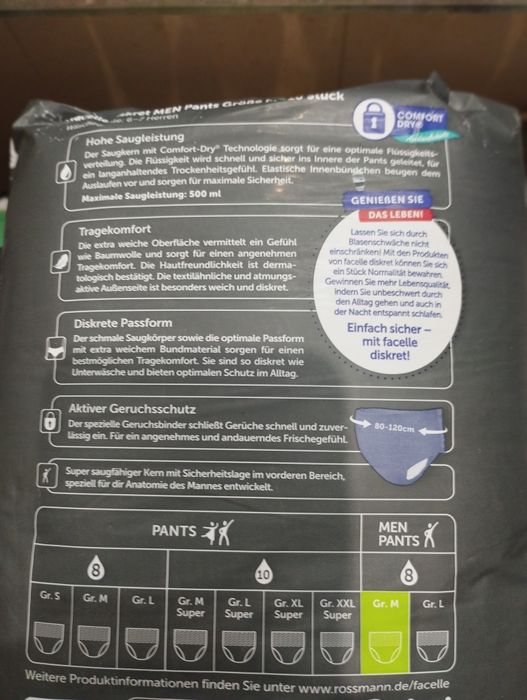 kret MEN Pants Größe
Stück
Herren
COMFORT
DRY®
Hohe Saugleistung
Der Saugkern mit Comfort-Dry® Technologie sorgt für eine optimale Flüssigkeits-
verteilung. Die Flüssigkeit wird schnell und sicher ins Innere der Pants geleitet, für
ein langanhaltendes Trockenheitsgefühl. Elastische Innenbündchen beugen dem
Auslaufen vor und sorgen für maximale Sicherheit.
Maximale Saugleistung: 500 ml
GENIEẞEN SIE
DAS LEBEN!
Lassen Sie sich durch
Blasenschwäche nicht
einschränken! Mit den Produkten
von facelle diskret können Sie sich
ein Stück Normalität bewahren.
Gewinnen Sie mehr Lebensqualität,
indem Sie unbeschwert durch
den Alltag gehen und auch in
der Nacht entspannt schlafen.
Einfach sicher –
mit facelle
diskret!
Tragekomfort
Die extra weiche Oberfläche vermittelt ein Gefühl
wie Baumwolle und sorgt für einen angenehmen
Tragekomfort. Die Hautfreundlichkeit ist derma-
tologisch bestätigt. Die textilähnliche und atmungs-
aktive Außenseite ist besonders weich und diskret.
Diskrete Passform
Der schmale Saugkörper sowie die optimale Passform
mit extra weichem Bundmaterial sorgen für einen
bestmöglichen Tragekomfort. Sie sind so diskret wie
Unterwäsche und bieten optimalen Schutz im Alltag.
Aktiver Geruchsschutz
Der spezielle Geruchsbinder schließt Gerüche schnell und zuver-
lässig ein. Für ein angenehmes und andauerndes Frischegefühl.
80-120cm
Super saugfähiger Kern mit Sicherheitslage im vorderen Bereich,
speziell für dir Anatomie des Mannes entwickelt.
PANTS
MEN
PANTS
8
10
8
Gr. S
Gr. M
Gr. L
Gr. M
Super
Gr. L
Super
Gr. XL
Super
Gr. XXL
Super
Gr. M
Gr. L
Weitere Produktinformationen finden Sie unter www.rossmann.de/facelle